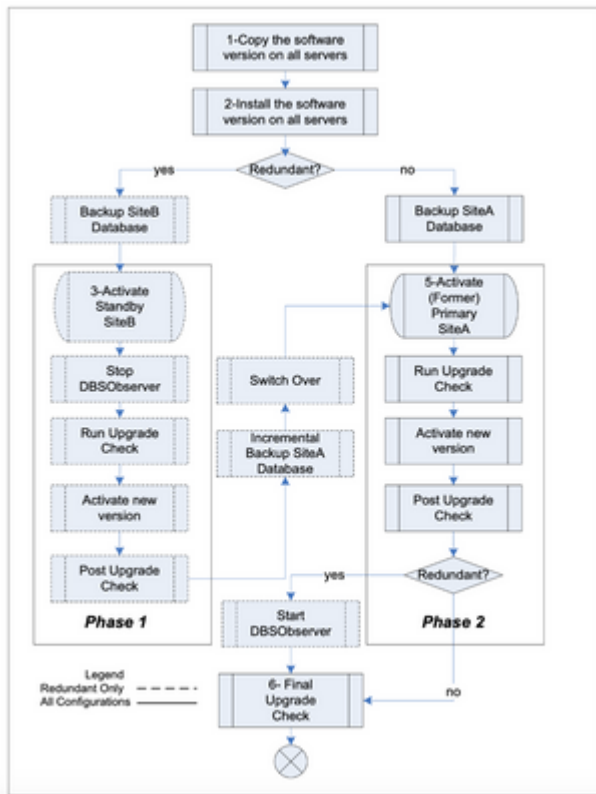 1-Copy the software
version on all servers
2-Install the software
version on all servers
Redundant?
yes
no
Backup SiteB
Database
Backup SiteA
Database
3-Activate
Standby
SiteB
5-Activate
(Former)
Primary
SiteA
Stop
DBSObserver
Switch Over
Run Upgrade
Check
Run Upgrade
Check
Incremental
Backup SiteA
Database
Activate new
version
Activate new
version
Post Upgrade
Check
Post Upgrade
Check
Redundant?
yes
Phase 1
Start
DBSObserver
Phase 2
Legend
Redundant Only
All Configurations
6- Final
Upgrade
Check
no